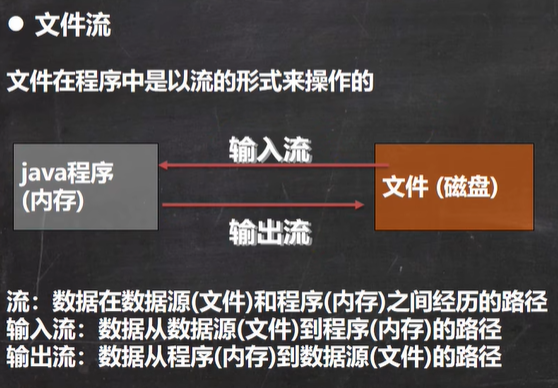 ● 文件流
文件在程序中是以流的形式来操作的
输入流
java程序
(内存)
文件 (磁盘)
输出流
流：数据在数据源(文件)和程序(内存)之间经历的路径
输入流：数据从数据源(文件)到程序(内存)的路径
输出流：数据从程序(内存)到数据源(文件)的路径